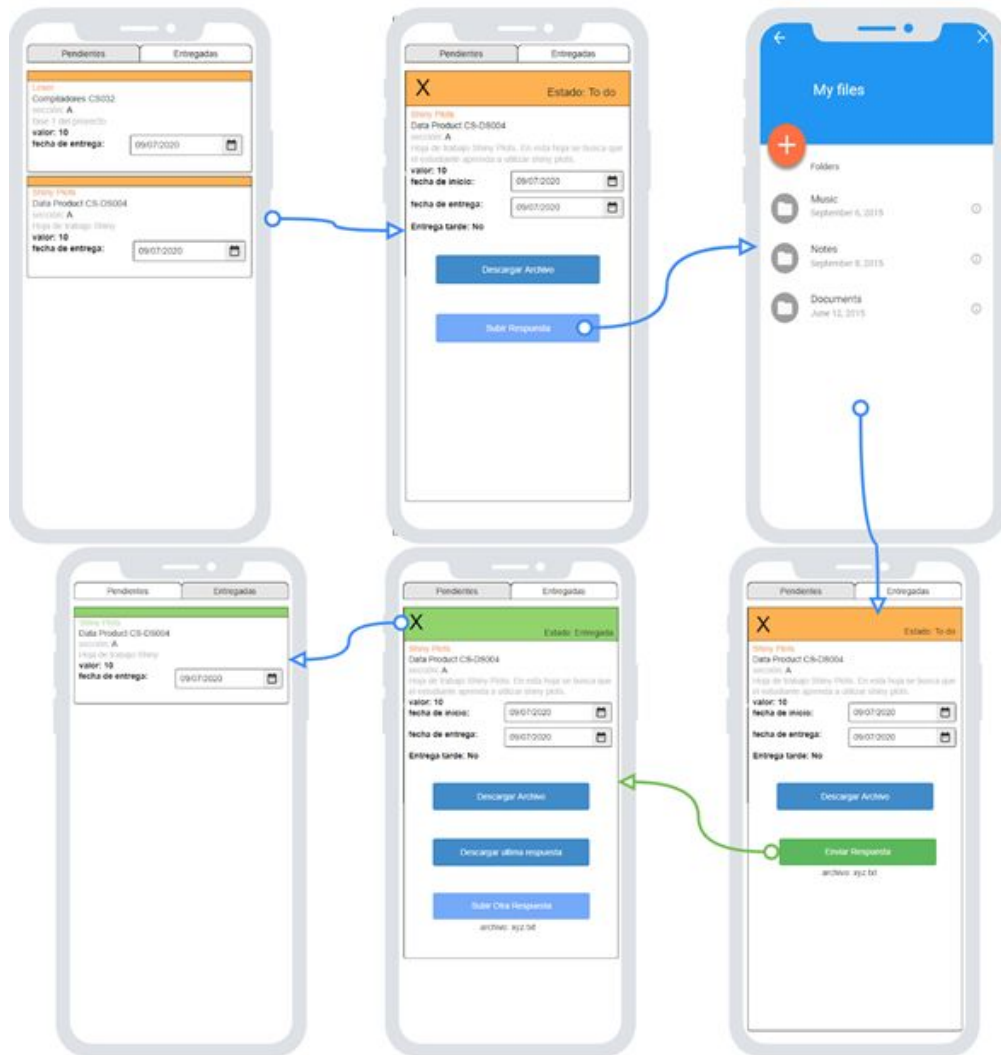 Pendientes
Entregadas
Lexer
Compiladores CS032
sección: A
fase 1 del proyecto
valor: 10
fecha de entrega:
09/07/2020
Shiny Plots
Data Product CS-DS004
sección: A
Hoja de trabajo Shiny
valor: 10
fecha de entrega:
09/07/2020
Pendientes
Entregadas
X
Estado: To do
Shiny Plots
Data Product CS-DS004
sección: A
Hoja de trabajo Shiny Plots. En esta hoja se busca que
el estudiante aprenda a utilizar shiny plots.
valor: 10
fecha de inicio:
09/07/2020
fecha de entrega:
09/07/2020
Entrega tarde: No
Descargar Archivo
Subir Respuesta
My files
Folders
Music
September 6, 2015
Notes
September 8, 2015
Documents
June 12, 2015
Pendientes
Entregadas
Shiny Plots
Data Product CS-DS004
sección: A
Hoja de trabajo Shiny
valor: 10
fecha de entrega:
09/07/2020
Pendientes
Entregadas
X
Estado: Entregada
Shiny Plots
Data Product CS-DS004
sección: A
Hoja de trabajo Shiny Plots. En esta hoja se busca que
el estudiante aprenda a utilizar shiny plots.
valor: 10
fecha de inicio:
09/07/2020
fecha de entrega:
09/07/2020
Entrega tarde: No
Descargar Archivo
Descargar ultima respuesta
Subir Otra Respuesta
archivo: xyz.txt
Pendientes
Entregadas
X
Estado: To do
Shiny Plots
Data Product CS-DS004
sección: A
Hoja de trabajo Shiny Plots. En esta hoja se busca que
el estudiante aprenda a utilizar shiny plots.
valor: 10
fecha de inicio:
09/07/2020
fecha de entrega:
09/07/2020
Entrega tarde: No
Descargar Archivo
Enviar Respuesta
archivo: xyz.txt